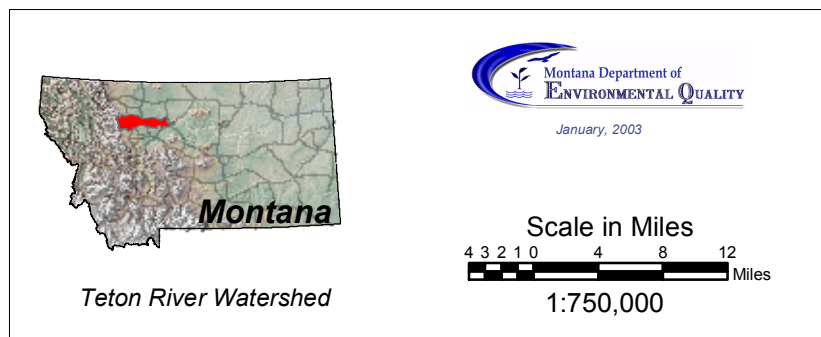 Montana
Teton River Watershed
Montana Department of
ENVIRONMENTAL QUALITY
January, 2003
Scale in Miles
4 3 2 1 0 4 8 12
Miles
1:750,000